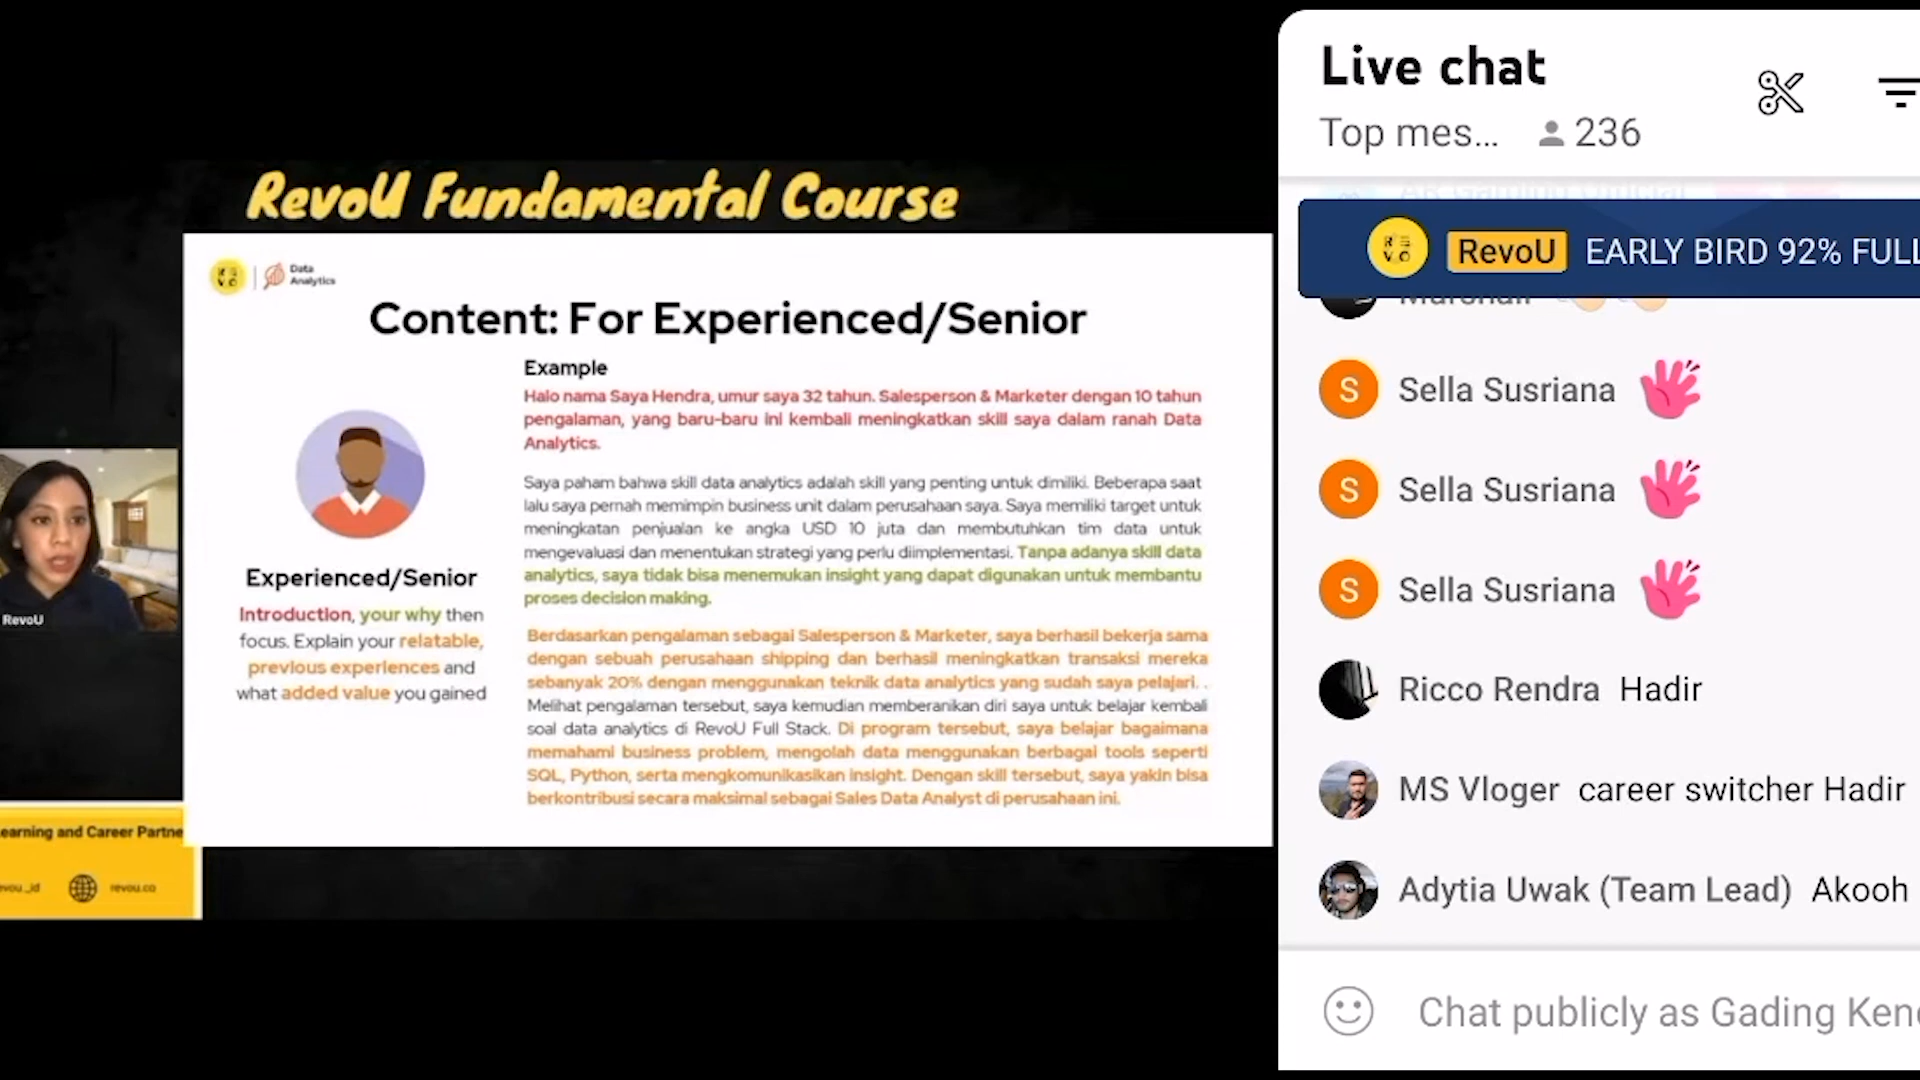 RevoU Fundamental Course
Data
Analytics
Content: For Experienced/Senior
Example
Halo nama Saya Hendra, umur saya 32 tahun. Salesperson & Marketer dengan 10 tahun
pengalaman, yang baru-baru ini kembali meningkatkan skill saya dalam ranah Data
Analytics.
Saya paham bahwa skill data analytics adalah skill yang penting untuk dimiliki. Beberapa saat
lalu saya pernah memimpin business unit dalam perusahaan saya. Saya memiliki target untuk
meningkatan penjualan ke angka USD 10 juta dan membutuhkan tim data untuk
mengevaluasi dan menentukan strategi yang perlu diimplementasi. Tanpa adanya skill data
analytics, saya tidak bisa menemukan insight yang dapat digunakan untuk membantu
proses decision making.
Berdasarkan pengalaman sebagai Salesperson & Marketer, saya berhasil bekerja sama
dengan sebuah perusahaan shipping dan berhasil meningkatkan transaksi mereka
sebanyak 20% dengan menggunakan teknik data analytics yang sudah saya pelajari. .
Melihat pengalaman tersebut, saya kemudian memberanikan diri saya untuk belajar kembali
soal data analytics di RevoU Full Stack. Di program tersebut, saya belajar bagaimana
memahami business problem, mengolah data menggunakan berbagai tools seperti
SQL, Python, serta mengkomunikasikan insight. Dengan skill tersebut, saya yakin bisa
berkontribusi secara maksimal sebagai Sales Data Analyst di perusahaan ini.
Experienced/Senior
Introduction, your why then
focus. Explain your relatable,
previous experiences and
what added value you gained
RevoU
earning and Career Partne
evou_id
revou.co
Live chat
Top mes... 236
RevoU EARLY BIRD 92% FULL
S Sella Susriana
S Sella Susriana
S Sella Susriana
Ricco Rendra Hadir
MS Vloger career switcher Hadir
Adytia Uwak (Team Lead) Akooh
Chat publicly as Gading Ken